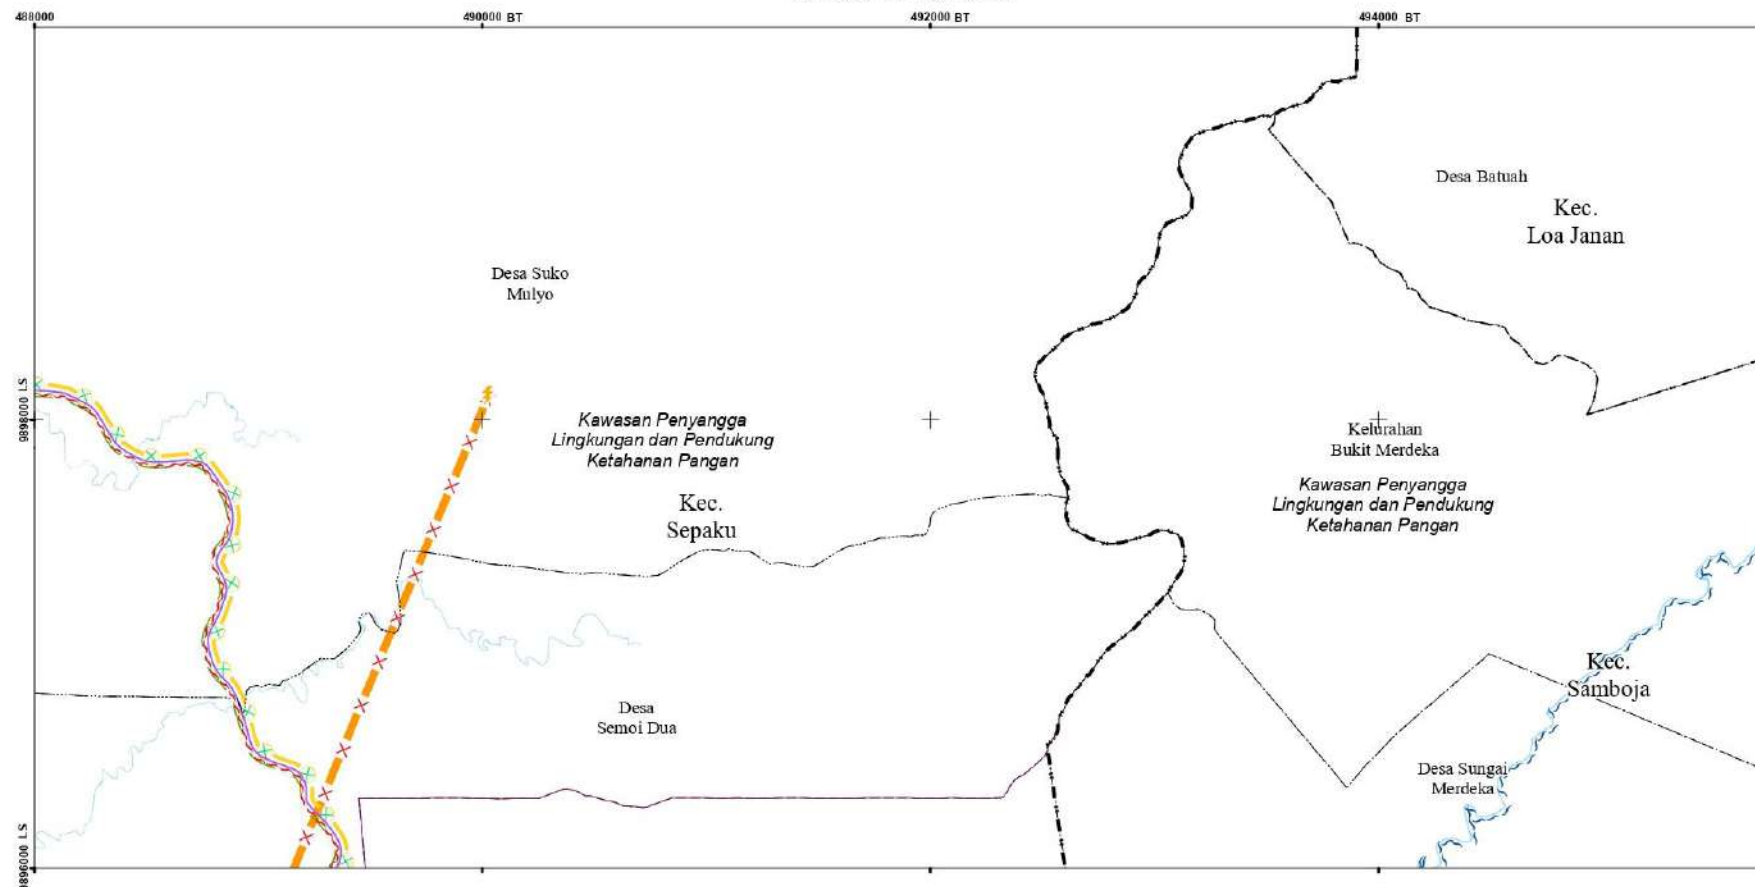 488000
490000 BT
492000 BT
494000 BT
Desa Batuah
Kec.
Loa Janan
Desa Suko
Mulyo
9898000 LS
Kawasan Penyangga
Lingkungan dan Pendukung
Ketahanan Pangan
Kelurahan
Bukit Merdeka
Kawasan Penyangga
Lingkungan dan Pendukung
Ketahanan Pangan
Kec.
Sepaku
Kec.
Samboja
Desa
Semoi Dua
Desa Sungai
Merdeka
9896000 LS